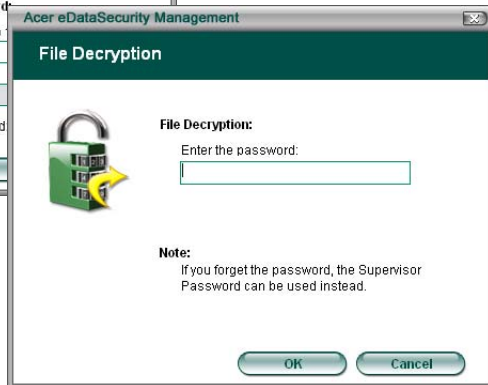 Acer eDataSecurity Management
File Decryption
File Decryption:
Enter the password:
Note:
If you forget the password, the Supervisor
Password can be used instead.
OK
Cancel